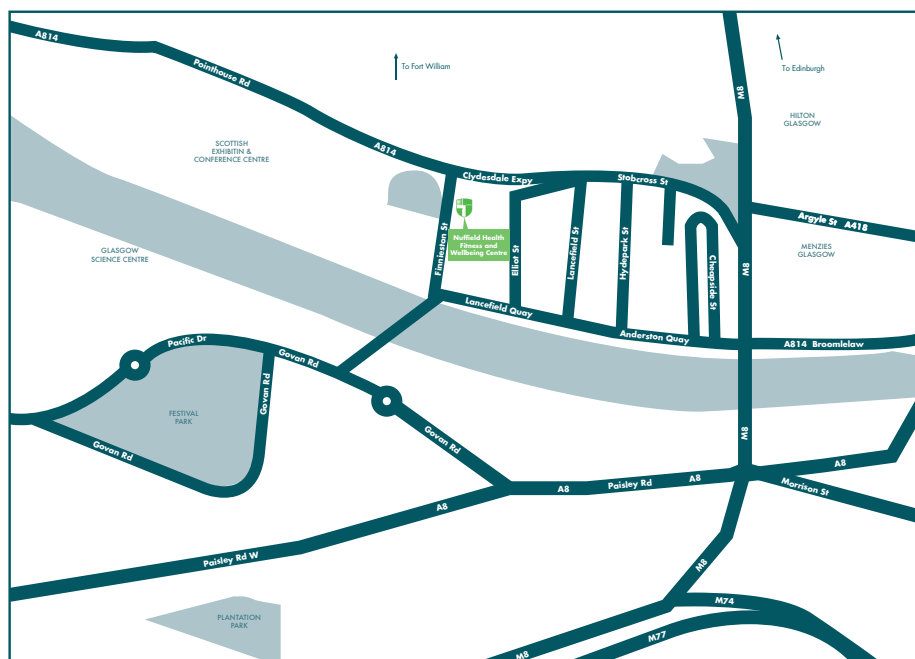 A814
To Fort William
To Edinburgh
Pointhouse Rd
M8
HILTON
GLASGOW
SCOTTISH
EXHIBITIN &
CONFERENCE CENTRE
A814
Clydesdale Expy
Stobcross St
Argyle St A418
Nuffield Health
Fitness and
Wellbeing Centre
Finnieston St
Elliot St
Lancefield St
Hydepark St
Cheapside St
M8
MENZIES
GLASGOW
GLASGOW
SCIENCE CENTRE
Lancefield Quay
Anderston Quay
A814 Broomlelaw
Pacific Dr
Govan Rd
Govan Rd
FESTIVAL
PARK
Govan Rd
Govan Rd
M8
A8
Paisley Rd
A8
A8
Morrison St
A8
Paisley Rd W
M8
PLANTATION
PARK
M74
M77
M8